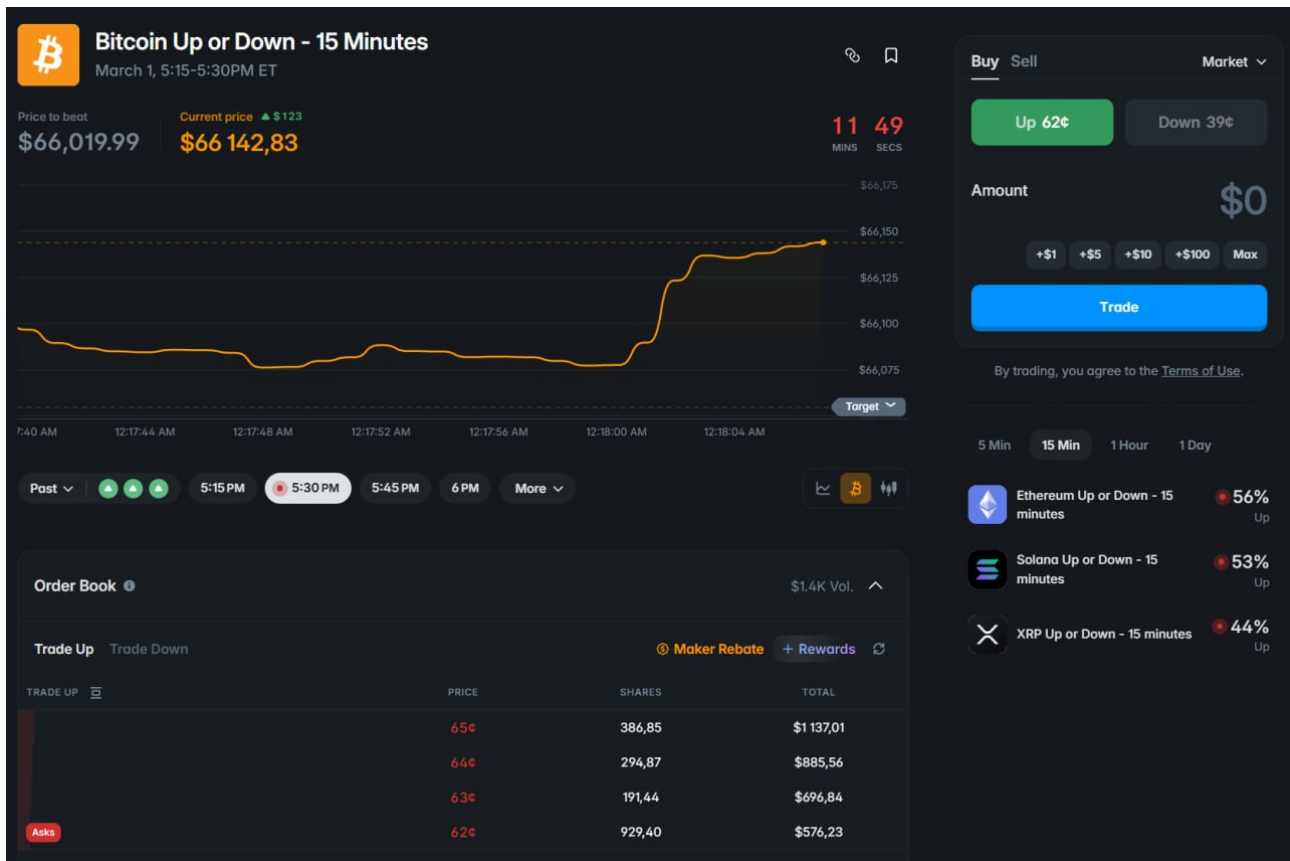 Bitcoin Up or Down - 15 Minutes
March 1, 5:15-5:30PM ET
Price to beat
$66,019.99
Current price ▲ $123
$66 142,83
11 MINS 49 SECS
$66,175
$66,150
$66,125
$66,100
$66,075
Target
7:40 AM 12:17:44 AM 12:17:48 AM 12:17:52 AM 12:17:56 AM 12:18:00 AM 12:18:04 AM
Past 5:15 PM 5:30 PM 5:45 PM 6 PM More
Order Book $1.4K Vol.
Trade Up Trade Down Maker Rebate + Rewards
TRADE UP PRICE SHARES TOTAL
65¢ 386,85 $1 137,01
64¢ 294,87 $885,56
63¢ 191,44 $696,84
Asks 62¢ 929,40 $576,23
Buy Sell Market
Up 62¢ Down 39¢
Amount $0
+$1 +$5 +$10 +$100 Max
Trade
By trading, you agree to the Terms of Use.
5 Min 15 Min 1 Hour 1 Day
Ethereum Up or Down - 15 minutes
56%
Up
Solana Up or Down - 15 minutes
53%
Up
XRP Up or Down - 15 minutes
44%
Up